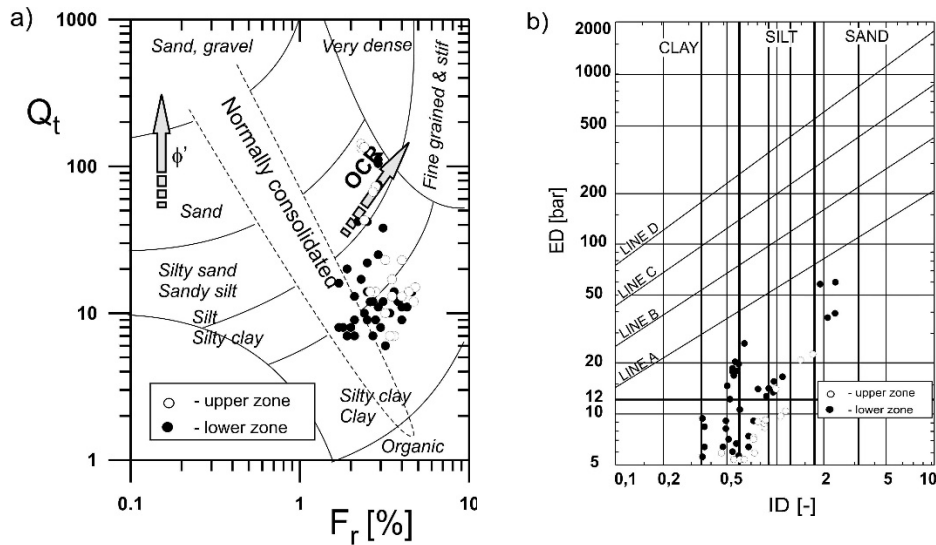 a)
Q_t
1000
100
10
1
Sand, gravel
Very dense
Fine grained & stif
ϕ'
Normally consolidated
OCR
Sand
Silty sand
Sandy silt
Silt
Silty clay
Silty clay
Clay
Organic
○ - upper zone
● - lower zone
0.1
1
10
F_r [%]
b)
2000
1000
500
200
100
50
20
12
10
5
ED [bar]
CLAY
SILT
SAND
LINE D
LINE C
LINE B
LINE A
○ - upper zone
● - lower zone
0,1
0,2
0,5
1
2
5
10
ID [-]